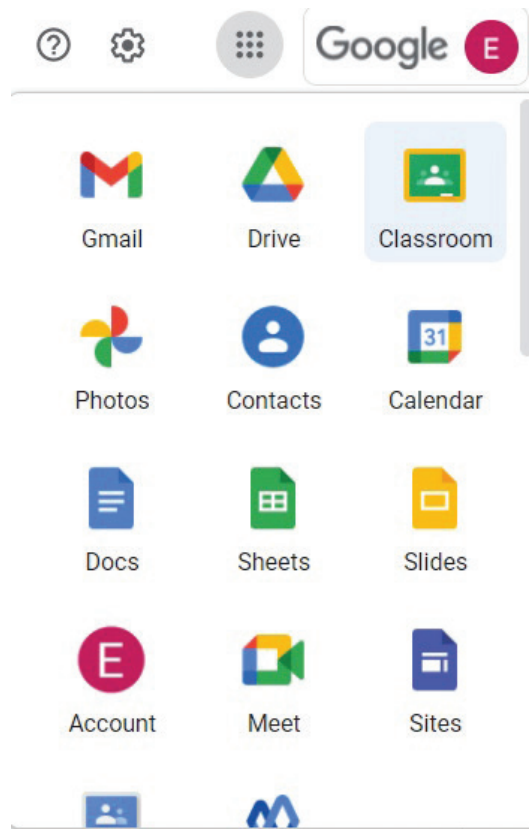 Google E
Gmail Drive Classroom
31
Photos Contacts Calendar
Docs Sheets Slides
E
Account Meet Sites